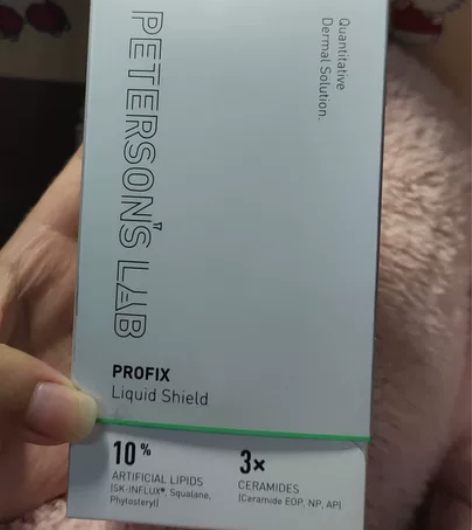 PETERSON'S LAB
Quantitative
Dermal Solution.
PROFIX
Liquid Shield
10%
ARTIFICIAL LIPIDS
[SK-INFLUX®, Squalane,
Phytosteryl]
3x
CERAMIDES
[Ceramide EOP, NP, AP]